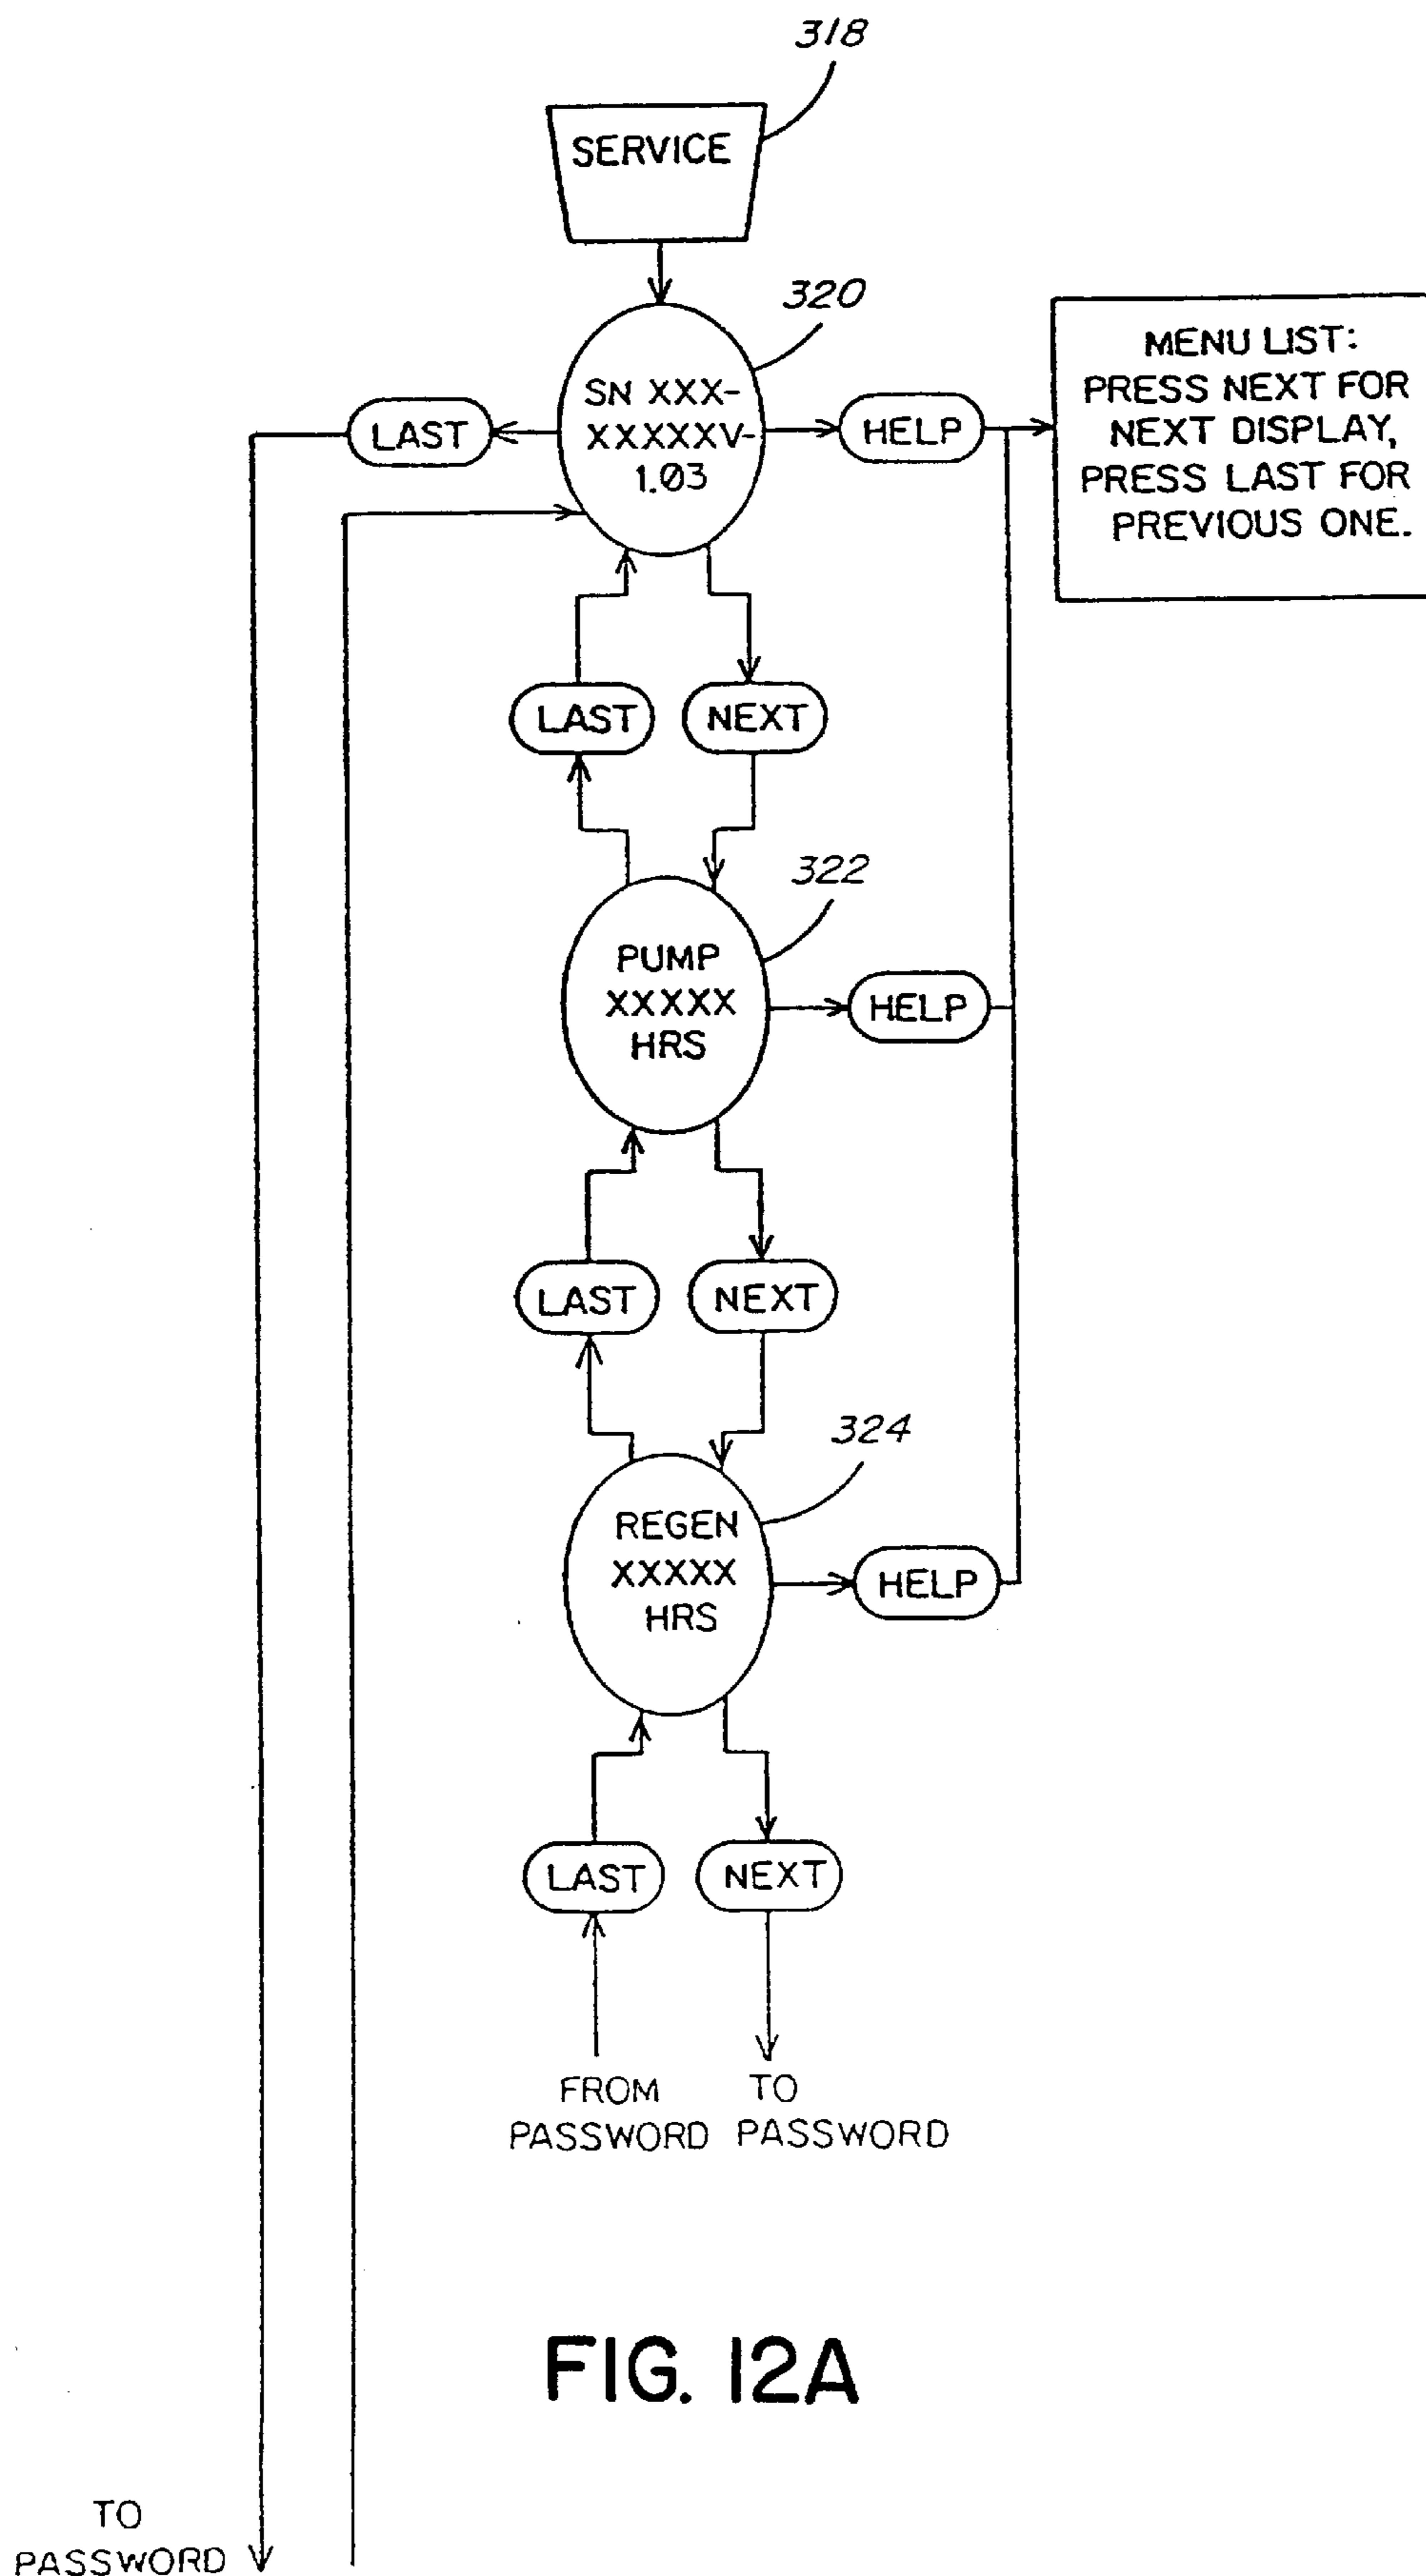 318
SERVICE
320
SN XXX-
XXXXXV-
1.03
LAST
HELP
MENU LIST:
PRESS NEXT FOR
NEXT DISPLAY,
PRESS LAST FOR
PREVIOUS ONE.
LAST
NEXT
322
PUMP
XXXXX
HRS
HELP
LAST
NEXT
324
REGEN
XXXXX
HRS
HELP
LAST
NEXT
FROM
PASSWORD
TO
PASSWORD
FIG. 12A
TO
PASSWORD